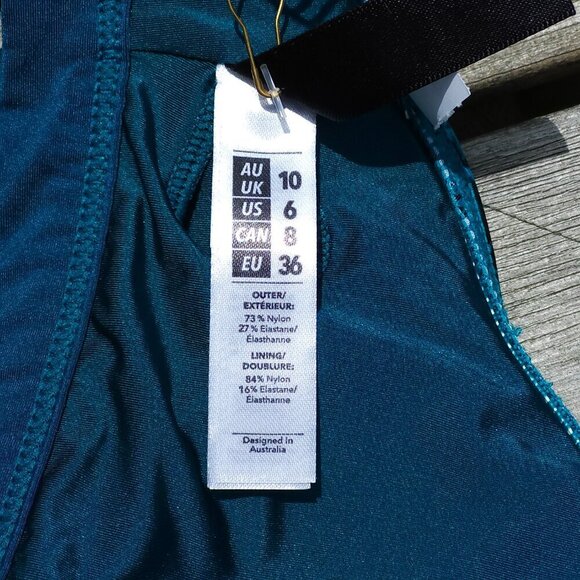 AU
UK 10
US 6
CAN 8
EU 36
OUTER/
EXTÉRIEUR:
73% Nylon
27% Elastane/
Élasthanne
LINING/
DOUBLURE:
84% Nylon
16% Elastane/
Élasthanne
Designed in
Australia